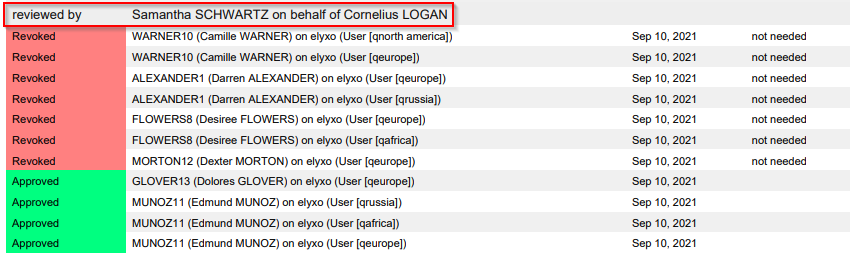 reviewed by Samantha SCHWARTZ on behalf of Cornelius LOGAN
Revoked WARNER10 (Camille WARNER) on elyxo (User [qnorth america]) Sep 10, 2021 not needed
Revoked WARNER10 (Camille WARNER) on elyxo (User [qeurope]) Sep 10, 2021 not needed
Revoked ALEXANDER1 (Darren ALEXANDER) on elyxo (User [qeurope]) Sep 10, 2021 not needed
Revoked ALEXANDER1 (Darren ALEXANDER) on elyxo (User [qrussia]) Sep 10, 2021 not needed
Revoked FLOWERS8 (Desiree FLOWERS) on elyxo (User [qeurope]) Sep 10, 2021 not needed
Revoked FLOWERS8 (Desiree FLOWERS) on elyxo (User [qafrica]) Sep 10, 2021 not needed
Revoked MORTON12 (Dexter MORTON) on elyxo (User [qeurope]) Sep 10, 2021 not needed
Approved GLOVER13 (Dolores GLOVER) on elyxo (User [qeurope]) Sep 10, 2021
Approved MUNOZ11 (Edmund MUNOZ) on elyxo (User [qrussia]) Sep 10, 2021
Approved MUNOZ11 (Edmund MUNOZ) on elyxo (User [qafrica]) Sep 10, 2021
Approved MUNOZ11 (Edmund MUNOZ) on elyxo (User [qeurope]) Sep 10, 2021